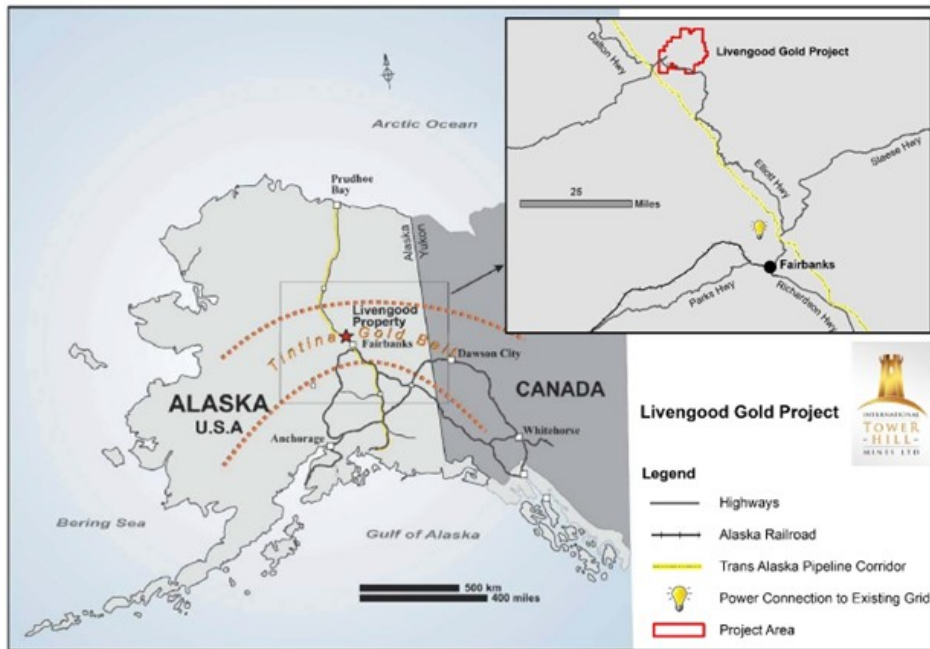 Arctic Ocean
Prudhoe
Bay
Alaska
Yukon
Livengood
Property
Tintina Gold Belt
Fairbanks
Dawson City
ALASKA
U.S.A
CANADA
Anchorage
Whitehorse
Bering Sea
Gulf of Alaska
500 km
400 miles
Dalton Hwy
Livengood Gold Project
Elliott Hwy
Steese Hwy
25
Miles
Fairbanks
Parks Hwy
Richardson Hwy
Livengood Gold Project
INTERNATIONAL
TOWER
-HILL-
MINES LTD
Legend
Highways
Alaska Railroad
Trans Alaska Pipeline Corridor
Power Connection to Existing Grid
Project Area